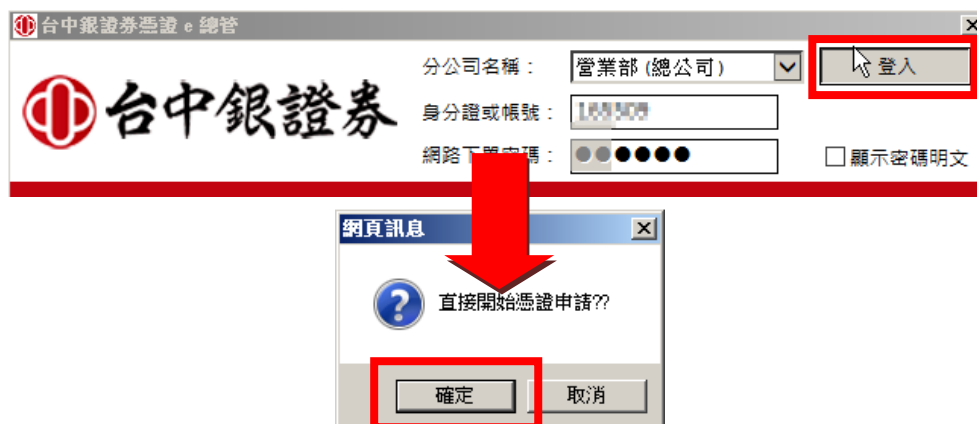 台中銀證券憑證 e 總管
台中銀證券
分公司名稱： 營業部 (總公司) 登入
身分證或帳號：
網路下單密碼： ●●●●●● 顯示密碼明文
網頁訊息
直接開始憑證申請??
確定 取消